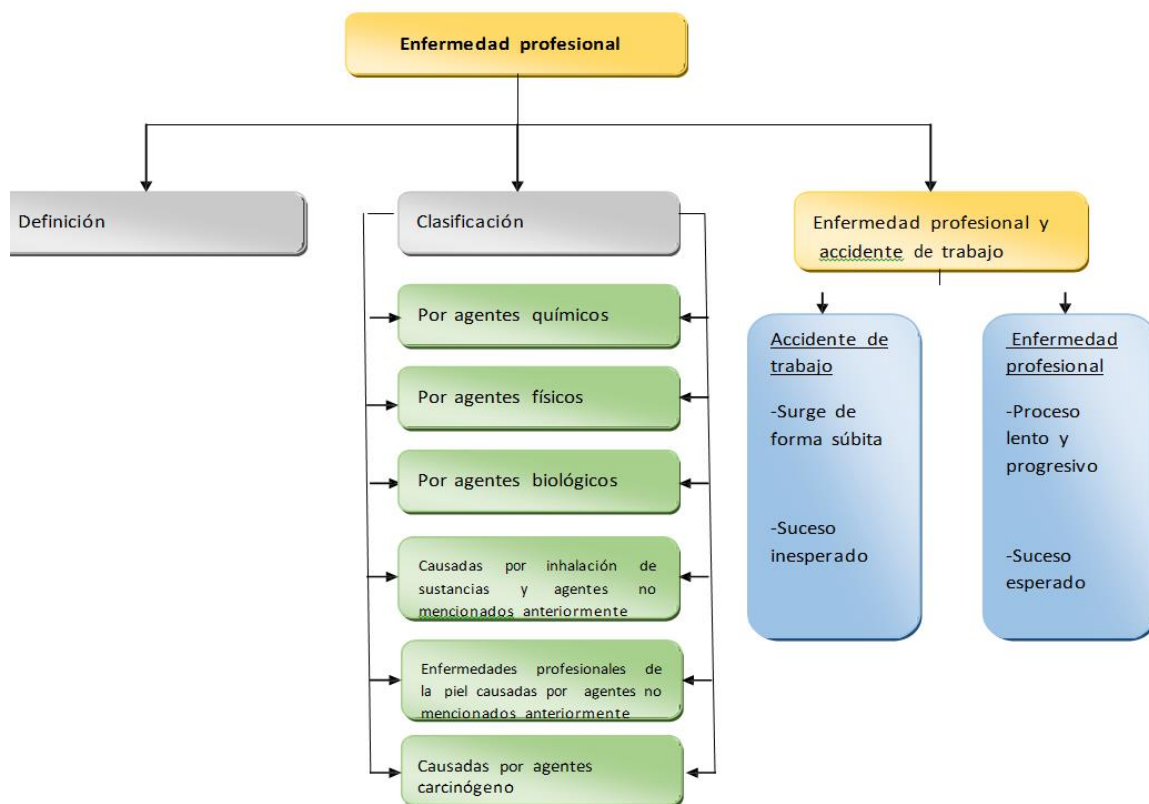 Enfermedad profesional
Definición
Clasificación
Por agentes químicos
Por agentes físicos
Por agentes biológicos
Causadas por inhalación de
sustancias y agentes no
mencionados anteriormente
Enfermedades profesionales de
la piel causadas por agentes no
mencionados anteriormente
Causadas por agentes
carcinógeno
Enfermedad profesional y
accidente de trabajo
Accidente de
trabajo
-Surge de
forma súbita
-Suceso
inesperado
Enfermedad
profesional
-Proceso
lento y
progresivo
-Suceso
esperado